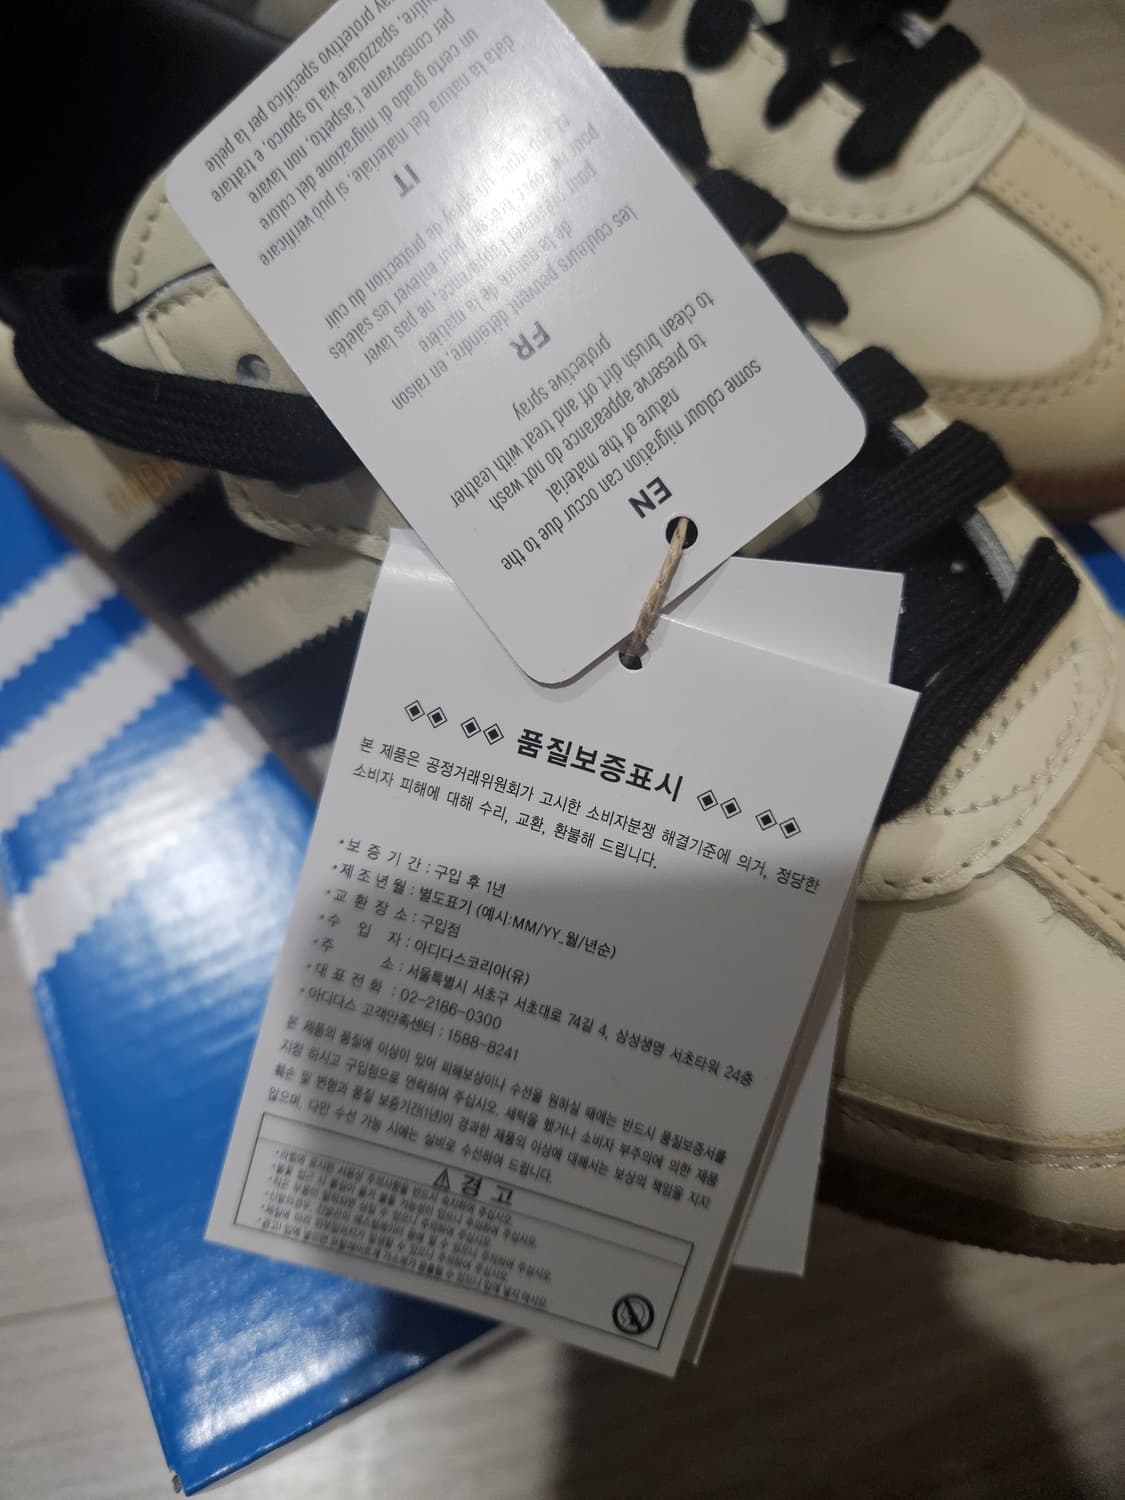 EN
some colour migration can occur due to the
nature of the material
to preserve appearance do not wash
to clean brush dirt off and treat with leather
protective spray
FR
les couleurs peuvent déteindre, en raison
de la nature de la matière
pour préserver l'apparence, ne pas laver
pour enlever les saletés
spray de protection du cuir
IT
data la natura del materiale, si può verificare
un certo grado di migrazione del colore
per conservarne l'aspetto, non lavare
spazzolare via lo sporco, e trattare
protettivo specifico per la pelle
품질보증표시
본 제품은 공정거래위원회가 고시한 소비자분쟁 해결기준에 의거, 정당한
소비자 피해에 대해 수리, 교환, 환불해 드립니다.
*보 증 기 간 : 구입 후 1년
*제 조 년 월 : 별도표기 (예시:MM/YY_월/년순)
*교 환 장 소 : 구입점
*수 입 자 : 아디다스코리아(유)
*주 소 : 서울특별시 서초구 서초대로 74길 4, 삼성생명 서초타워 24층
*대 표 전 화 : 02-2186-0300
*아디다스 고객만족센터 : 1588-8241
본 제품의 품질에 이상이 있어 피해보상이나 수선을 원하실 때에는 반드시 품질보증서를
지참 하시고 구입점으로 연락하여 주십시오. 세탁을 했거나 소비자 부주의에 의한 제품
훼손 및 변형과 품질 보증기간(1년)이 경과한 제품의 이상에 대해서는 보상의 책임을 지지
않으며, 다만 수선 가능 시에는 실비로 수선하여 드립니다.
경 고